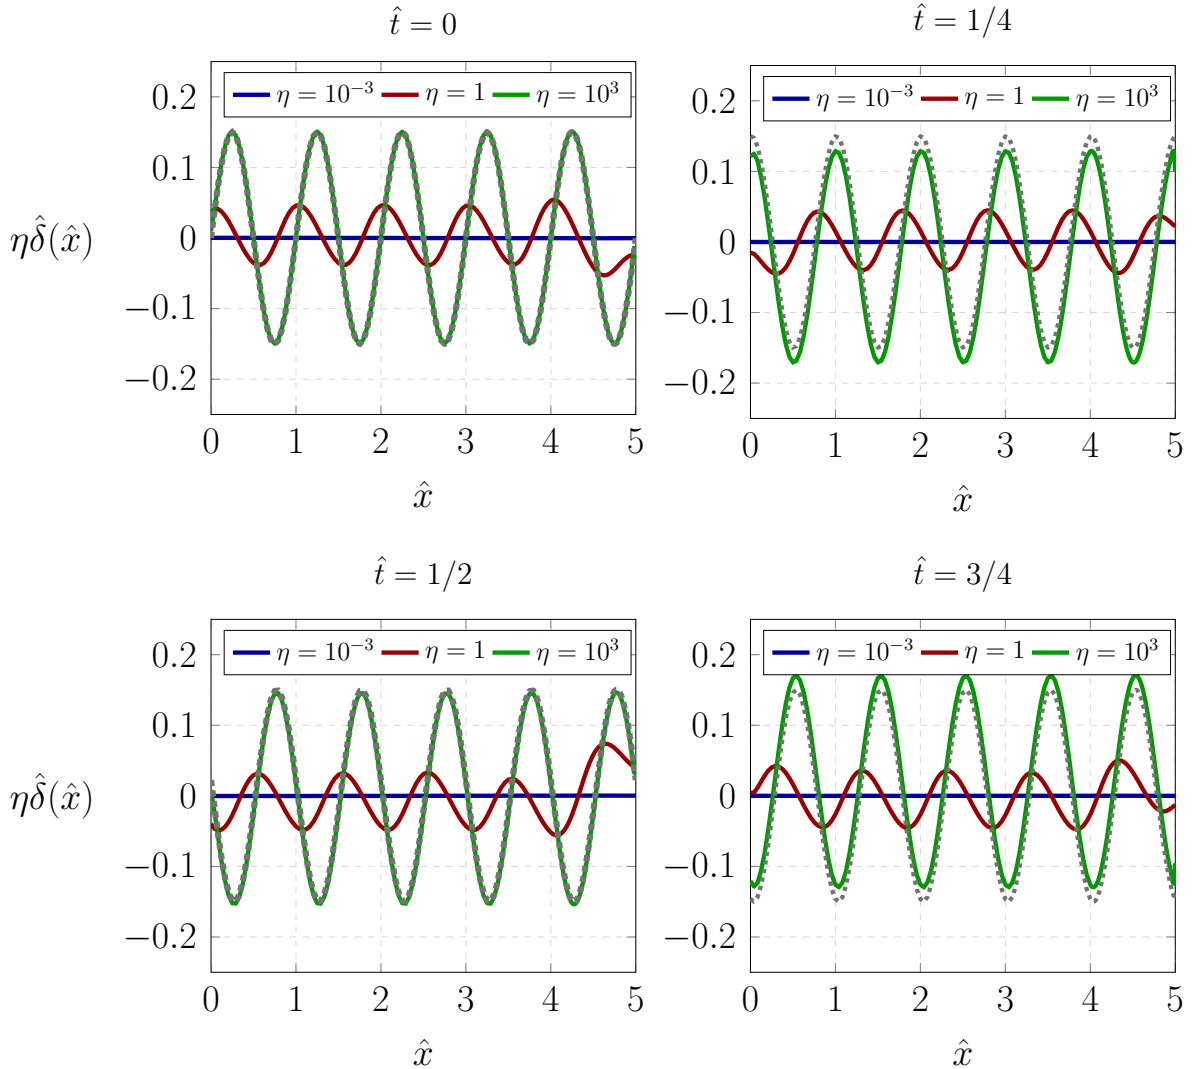 t̂ = 0
η = 10⁻³ η = 1 η = 10³
0.2
0.1
0
−0.1
−0.2
ηδ̂(x̂)
0 1 2 3 4 5
x̂
t̂ = 1/4
η = 10⁻³ η = 1 η = 10³
0.2
0.1
0
−0.1
−0.2
0 1 2 3 4 5
x̂
t̂ = 1/2
η = 10⁻³ η = 1 η = 10³
0.2
0.1
0
−0.1
−0.2
ηδ̂(x̂)
0 1 2 3 4 5
x̂
t̂ = 3/4
η = 10⁻³ η = 1 η = 10³
0.2
0.1
0
−0.1
−0.2
0 1 2 3 4 5
x̂